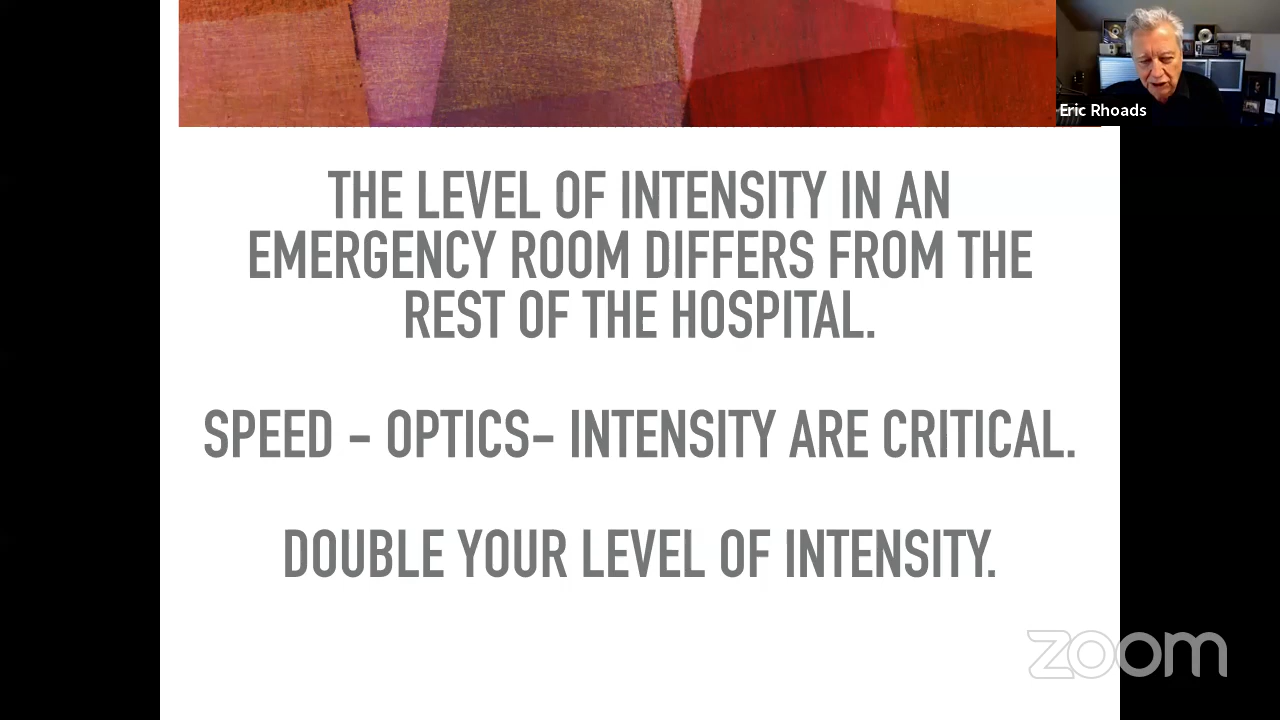 Eric Rhoads
THE LEVEL OF INTENSITY IN AN
EMERGENCY ROOM DIFFERS FROM THE
REST OF THE HOSPITAL.
SPEED - OPTICS- INTENSITY ARE CRITICAL.
DOUBLE YOUR LEVEL OF INTENSITY.
zoom